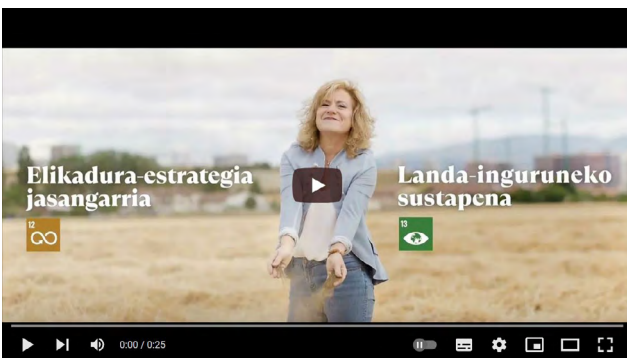 Elikadura-estrategia
jasangarria
12
Landa-inguruneko
sustapena
13
0:00 / 0:25